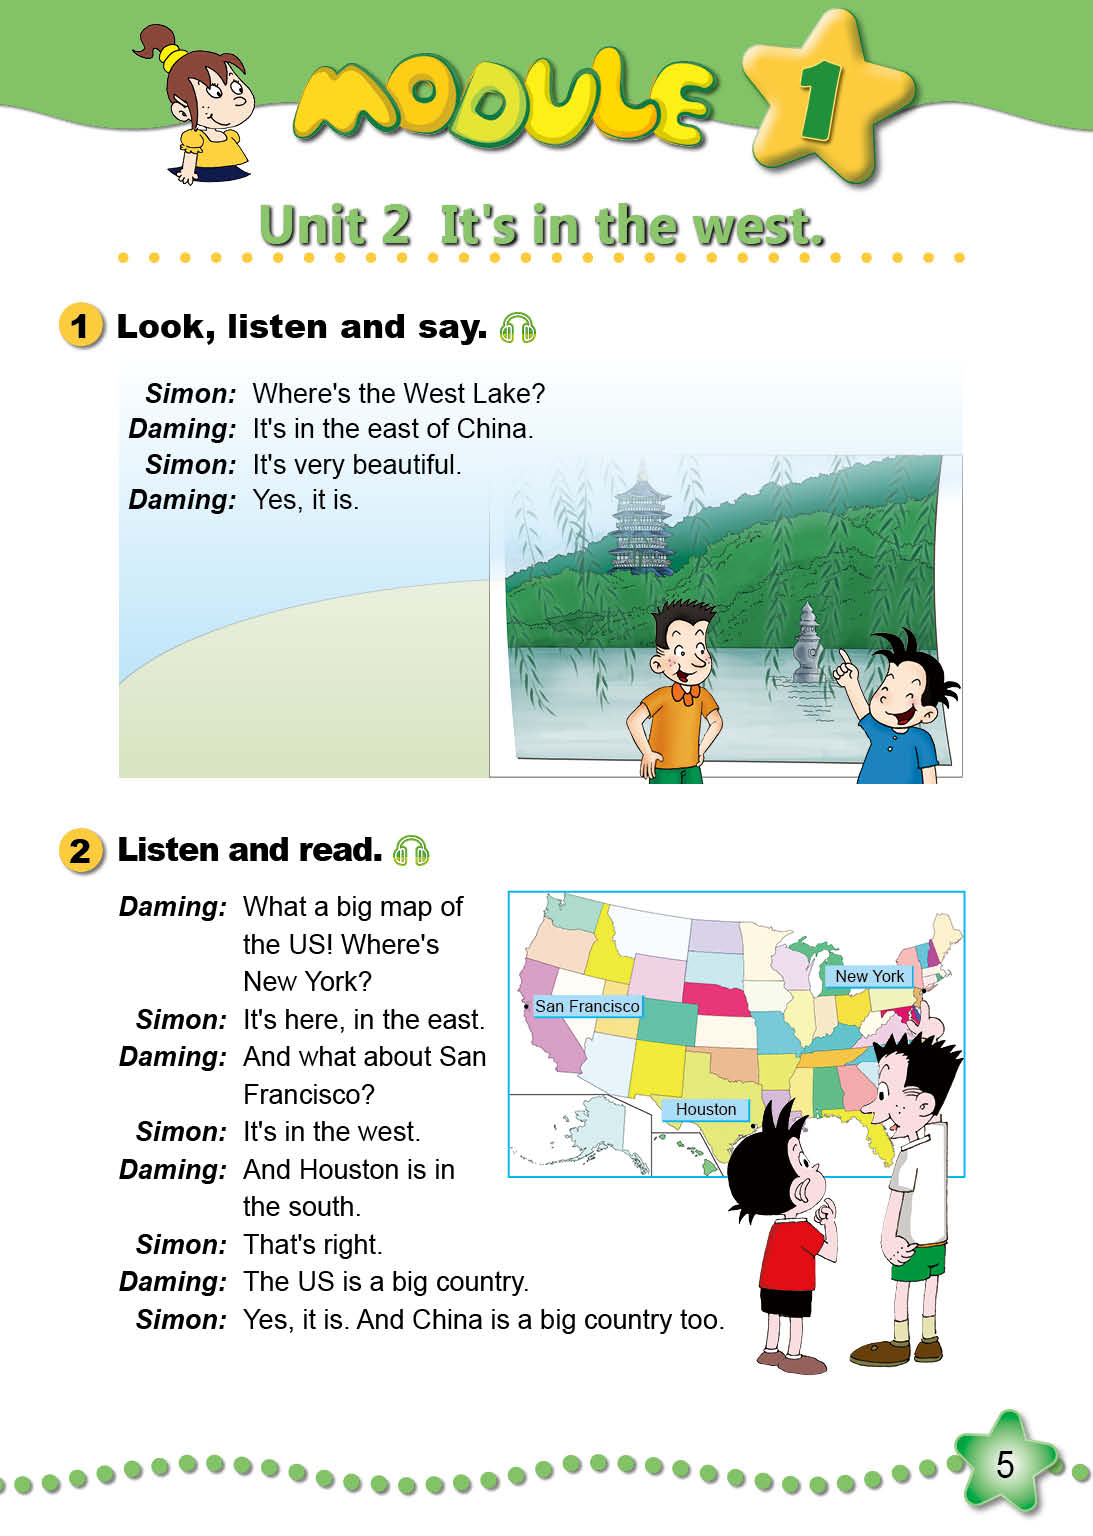 MODULE 1
Unit 2 It's in the west.
1 Look, listen and say.
Simon: Where's the West Lake?
Daming: It's in the east of China.
Simon: It's very beautiful.
Daming: Yes, it is.
2 Listen and read.
Daming: What a big map of
the US! Where's
New York?
Simon: It's here, in the east.
Daming: And what about San
Francisco?
Simon: It's in the west.
Daming: And Houston is in
the south.
Simon: That's right.
Daming: The US is a big country.
Simon: Yes, it is. And China is a big country too.
New York
San Francisco
Houston
5